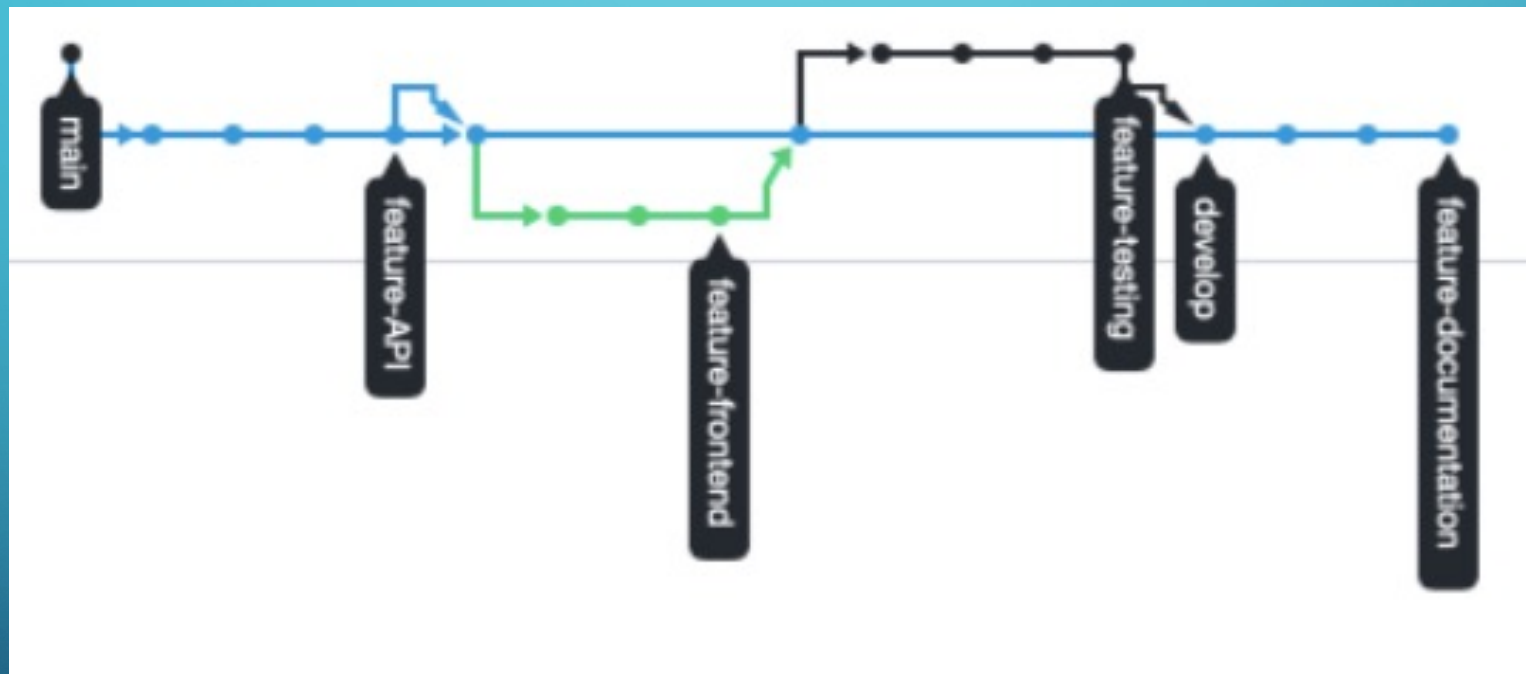 main
feature-API
feature-frontend
feature-testing
develop
feature-documentation